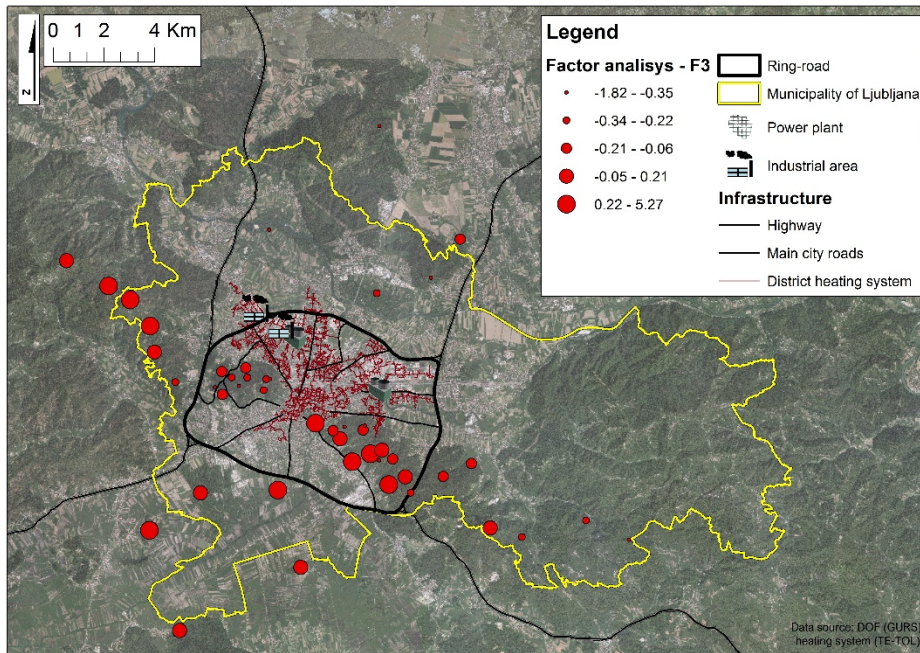 0 1 2 4 Km
N
Legend
Factor analisys - F3
-1.82 - -0.35
-0.34 - -0.22
-0.21 - -0.06
-0.05 - 0.21
0.22 - 5.27
Ring-road
Municipality of Ljubljana
Power plant
Industrial area
Infrastructure
Highway
Main city roads
District heating system
Data source: DOF (GURS)
heating system (TE-TOL)